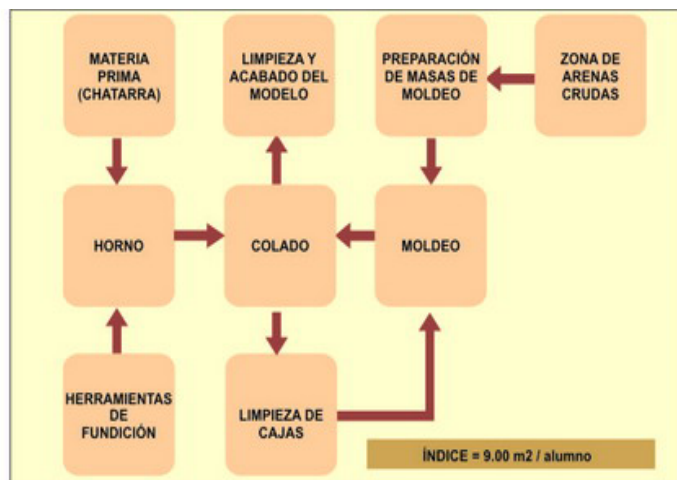 MATERIA
PRIMA
(CHATARRA)
LIMPIEZA Y
ACABADO DEL
MODELO
PREPARACIÓN
DE MASAS DE
MOLDEO
ZONA DE
ARENAS
CRUDAS
HORNO
COLADO
MOLDEO
HERRAMIENTAS
DE
FUNDICIÓN
LIMPIEZA DE
CAJAS
ÍNDICE = 9.00 m2 / alumno